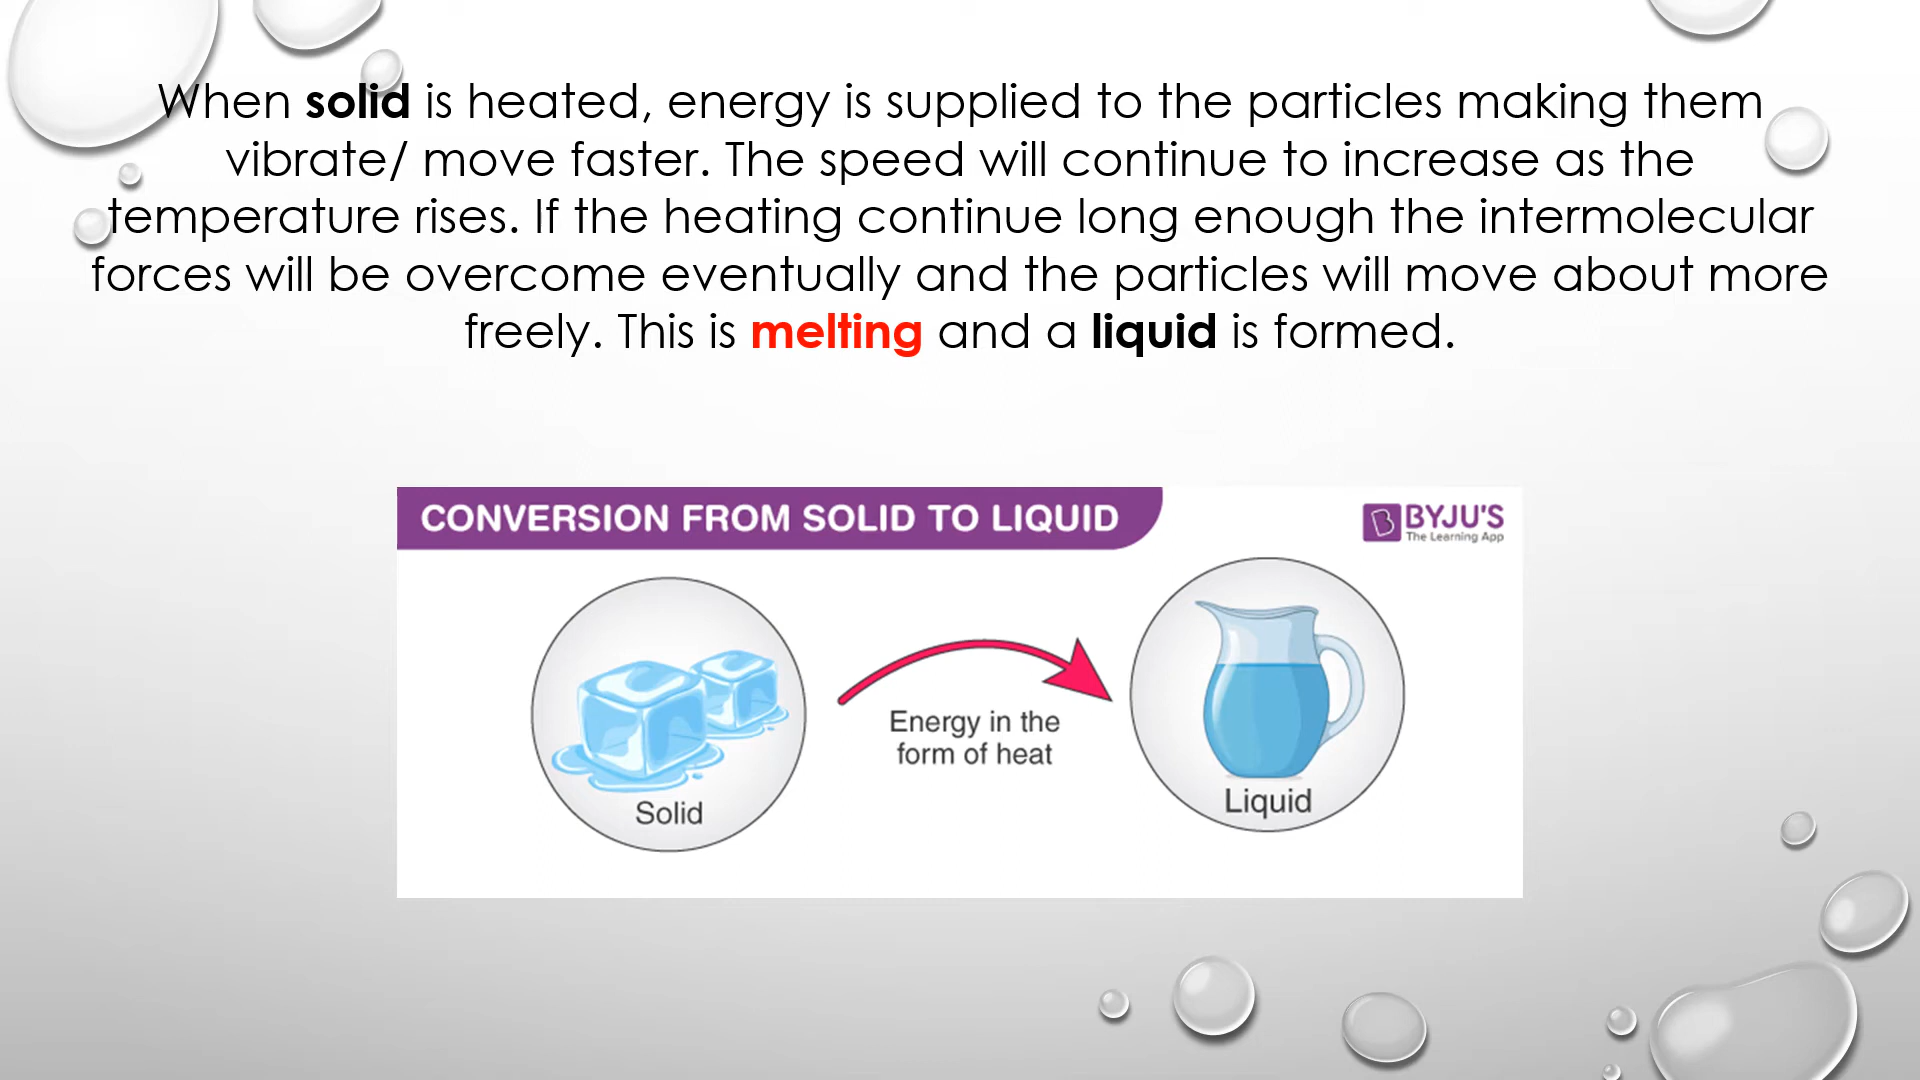 When solid is heated, energy is supplied to the particles making them
vibrate/ move faster. The speed will continue to increase as the
temperature rises. If the heating continue long enough the intermolecular
forces will be overcome eventually and the particles will move about more
freely. This is melting and a liquid is formed.
CONVERSION FROM SOLID TO LIQUID
BYJU'S
The Learning App
Energy in the
form of heat
Solid
Liquid